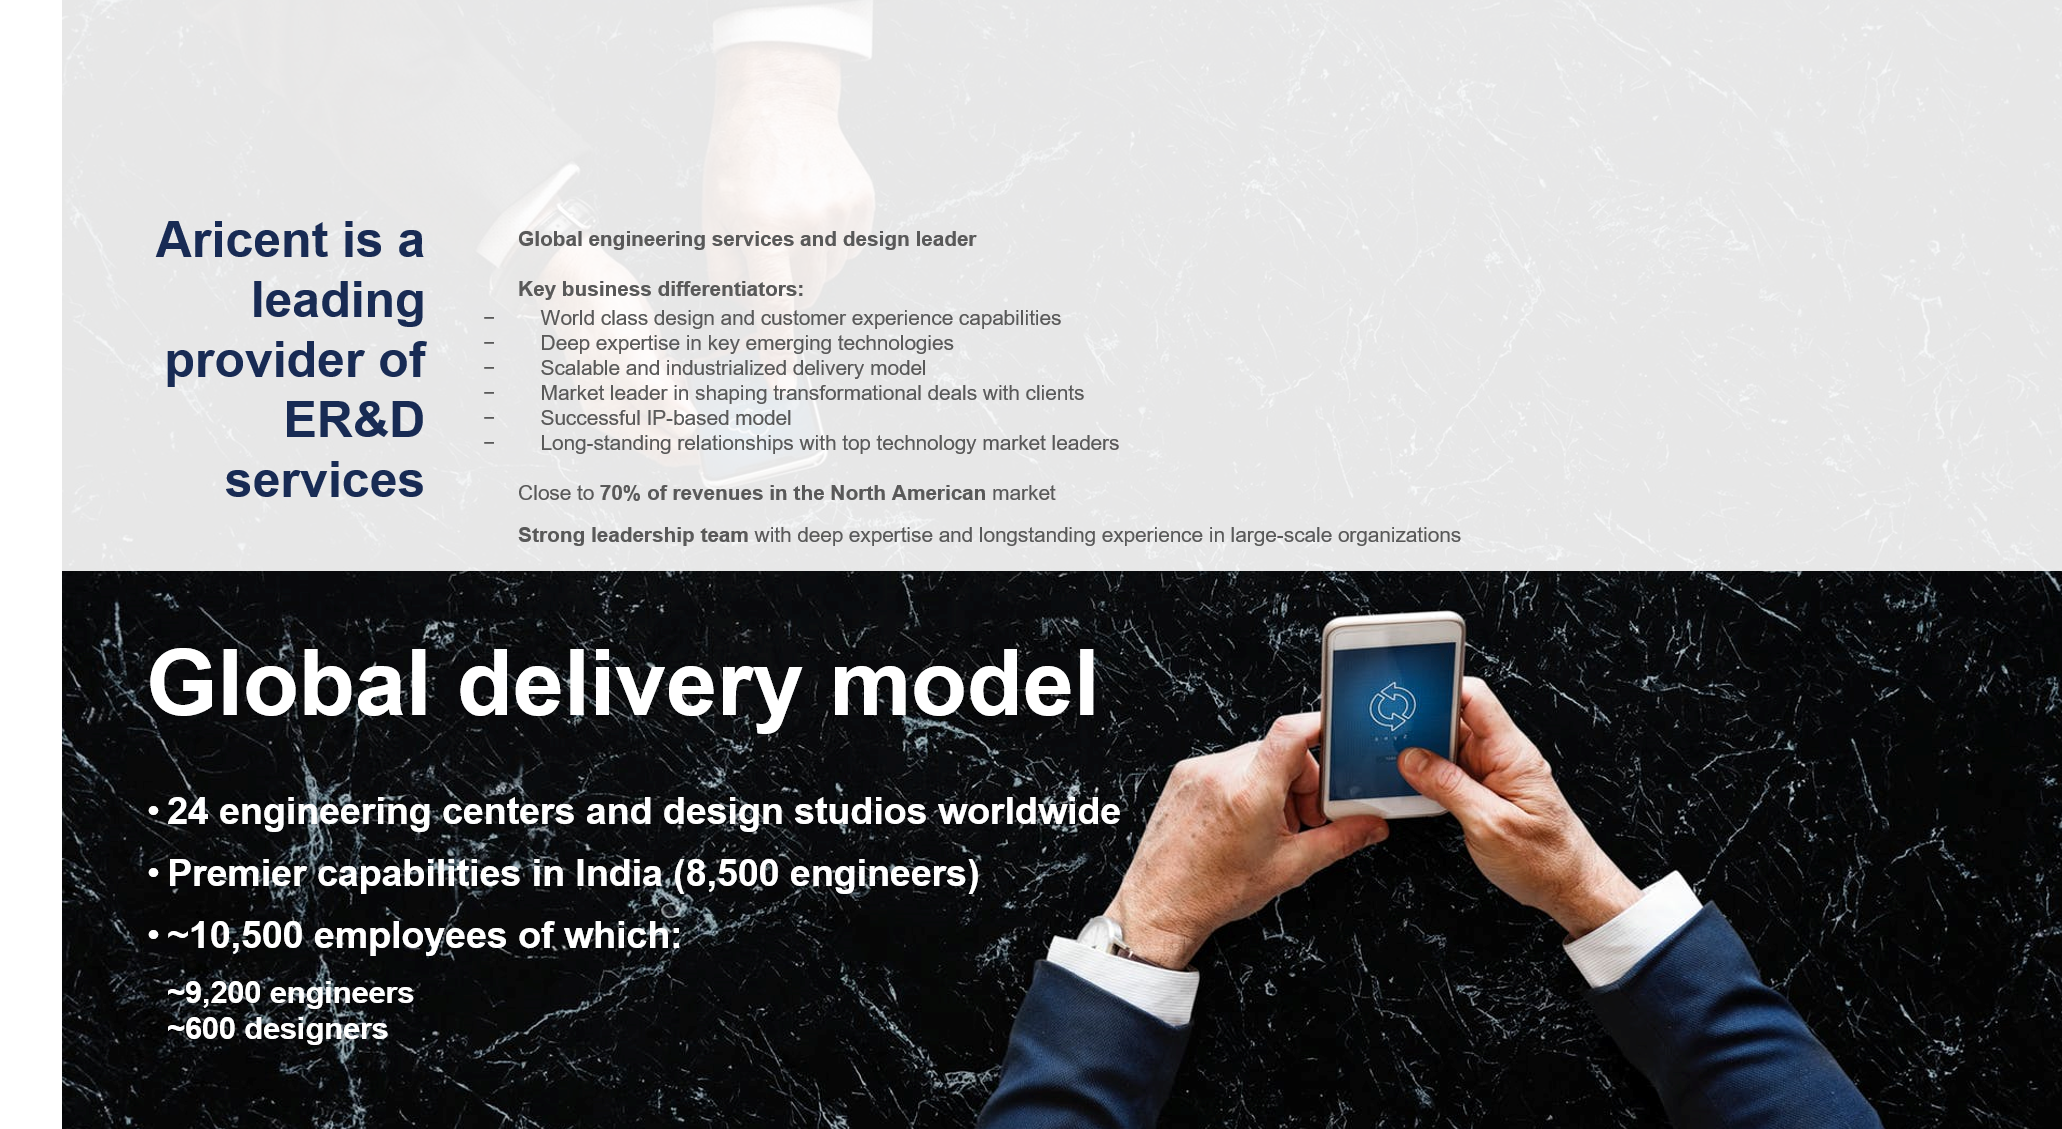 Aricent is a
leading
provider of
ER&D
services
Global engineering services and design leader
Key business differentiators:
− World class design and customer experience capabilities
− Deep expertise in key emerging technologies
− Scalable and industrialized delivery model
− Market leader in shaping transformational deals with clients
− Successful IP-based model
− Long-standing relationships with top technology market leaders
Close to 70% of revenues in the North American market
Strong leadership team with deep expertise and longstanding experience in large-scale organizations
Global delivery model
• 24 engineering centers and design studios worldwide
• Premier capabilities in India (8,500 engineers)
• ~10,500 employees of which:
~9,200 engineers
~600 designers